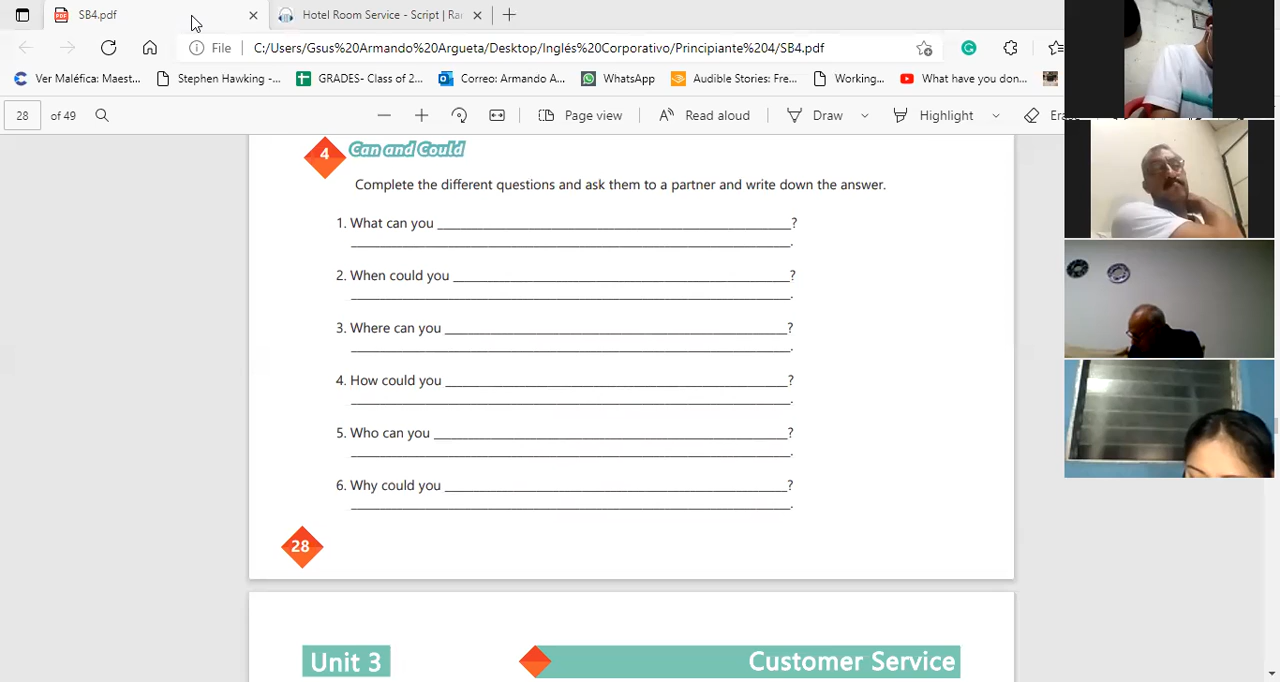 SB4.pdf
Hotel Room Service - Script | Ra
File
C:/Users/Gsus%20Armando%20Argueta/Desktop/Inglés%20Corporativo/Principiante%204/SB4.pdf
Ver Maléfica: Maest...
Stephen Hawking -...
GRADES- Class of 2...
Correo: Armando A...
WhatsApp
Audible Stories: Fre...
Working...
What have you don...
28 of 49
Page view
Read aloud
Draw
Highlight
4 Can and Could
Complete the different questions and ask them to a partner and write down the answer.
1. What can you ?
2. When could you ?
3. Where can you ?
4. How could you ?
5. Who can you ?
6. Why could you ?
28
Unit 3
Customer Service